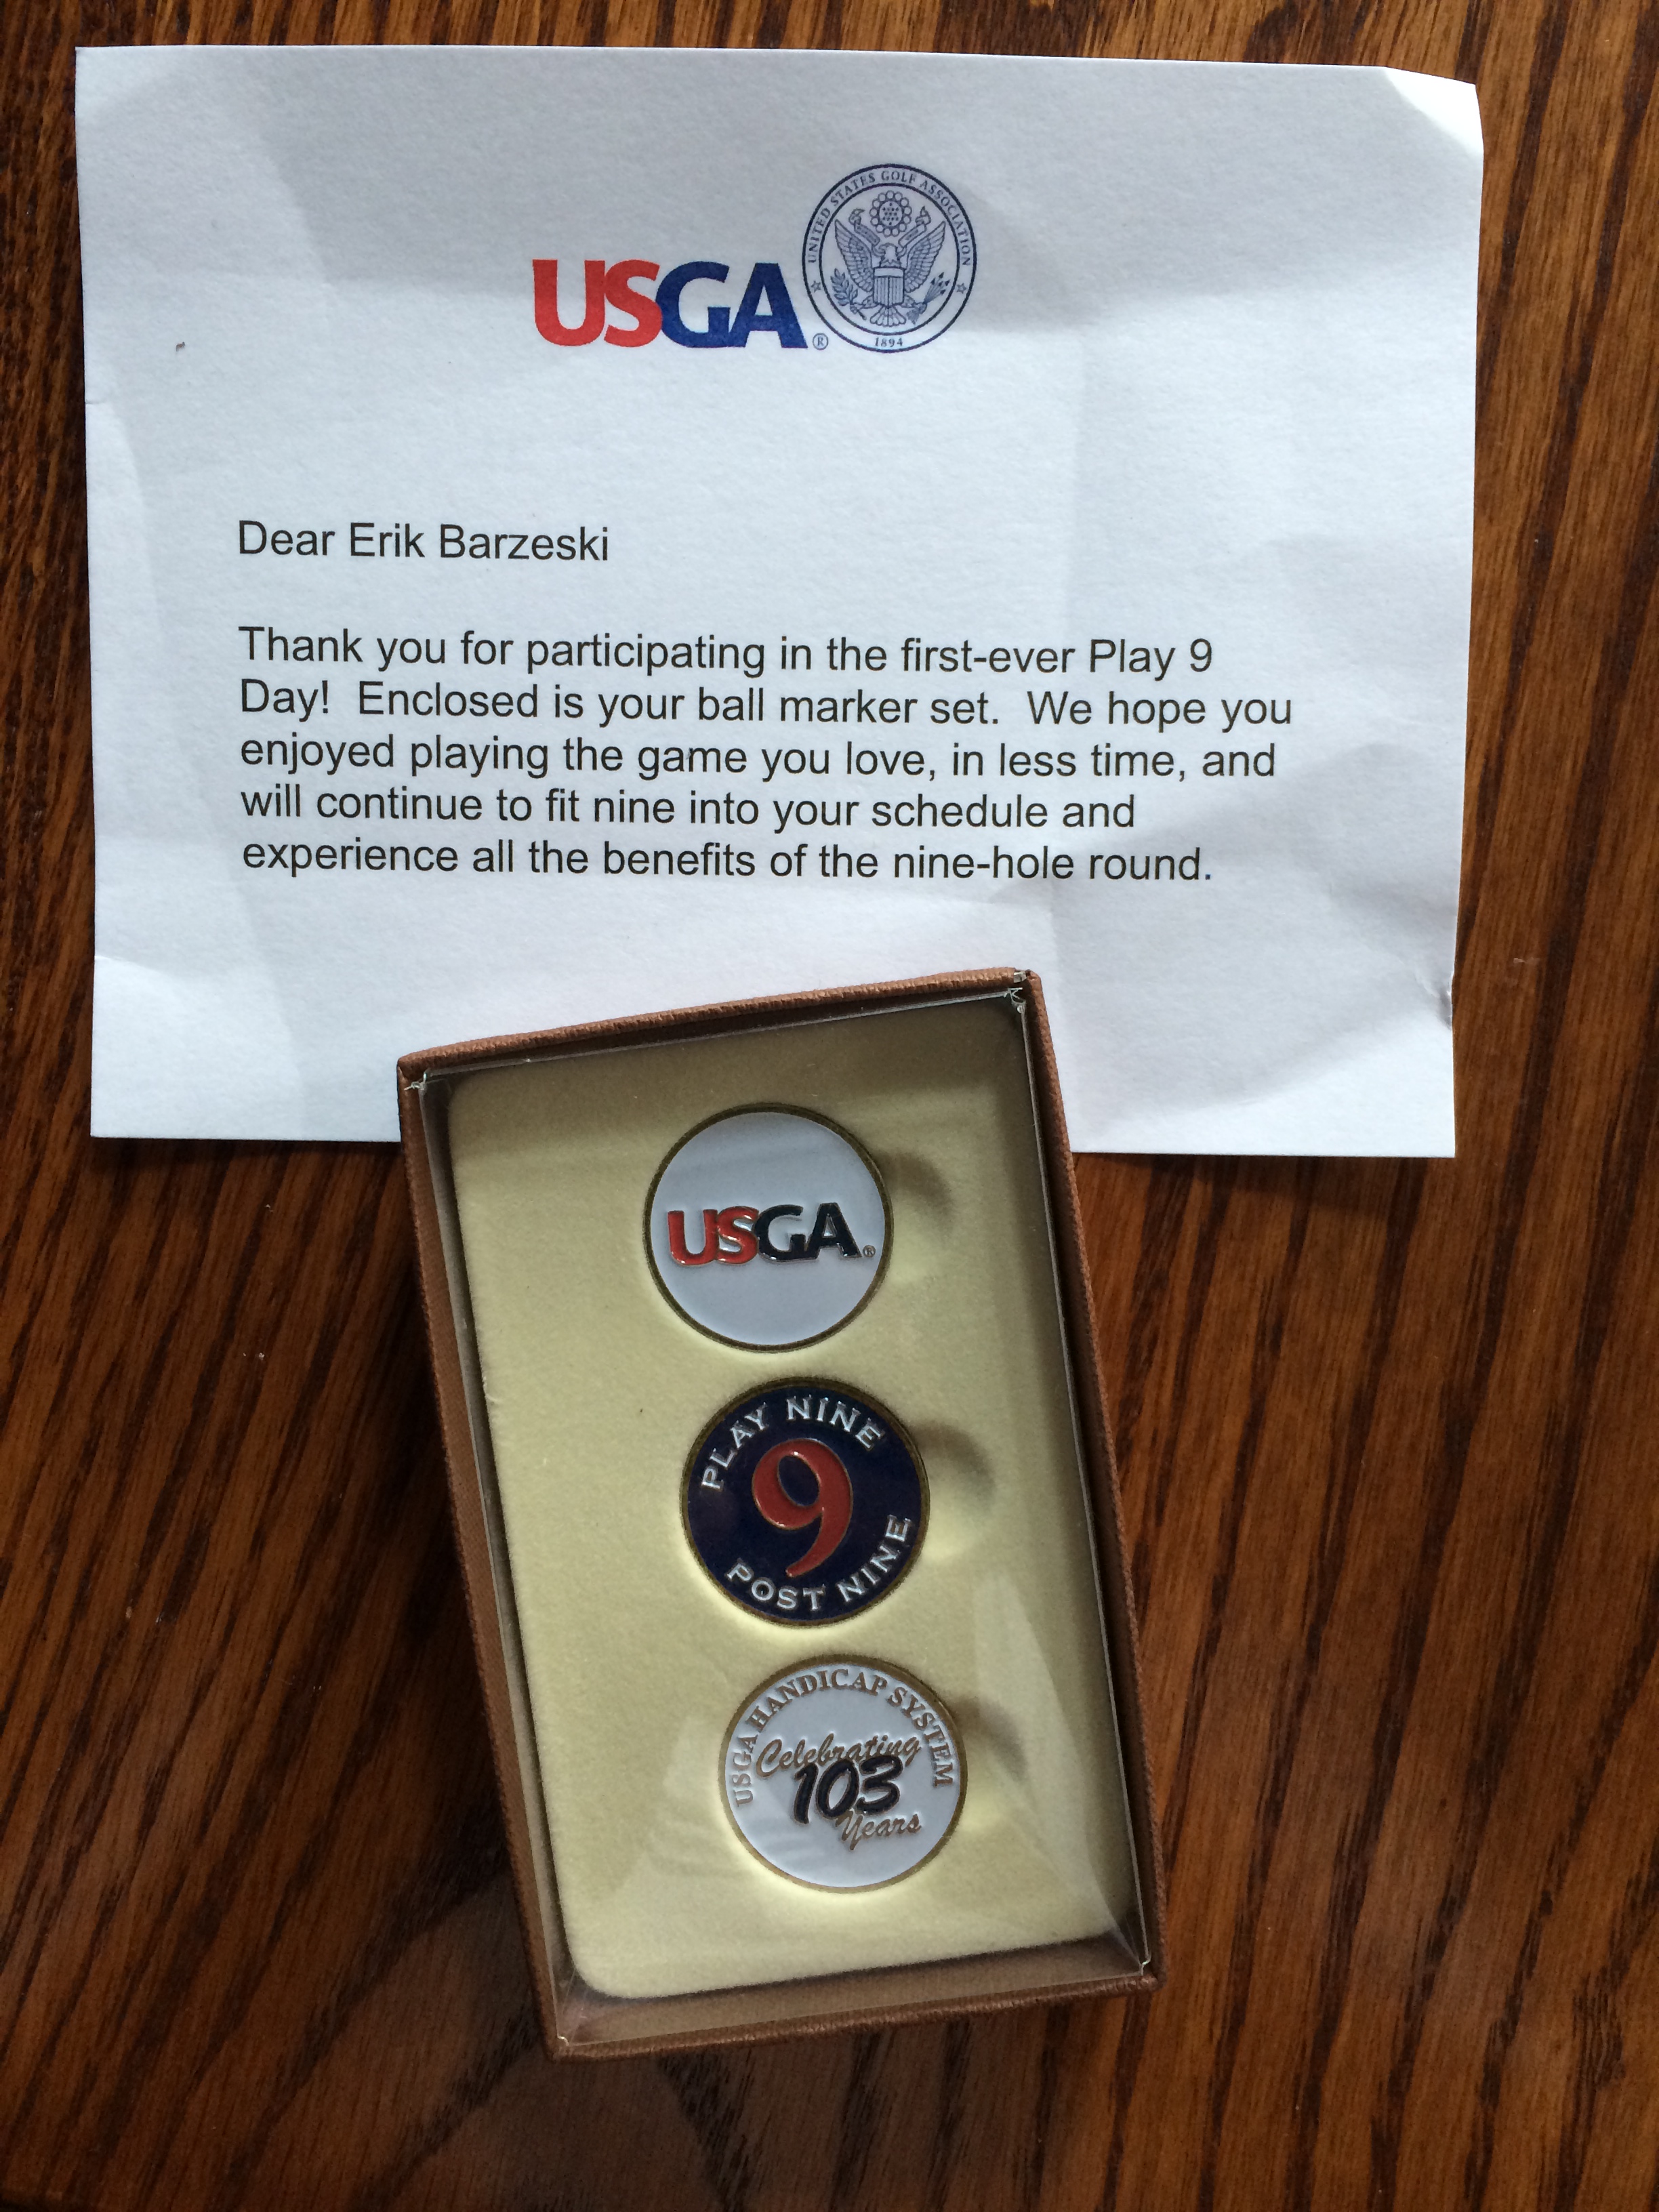 USGA®
UNITED STATES GOLF ASSOCIATION
1894
Dear Erik Barzeski
Thank you for participating in the first-ever Play 9
Day!  Enclosed is your ball marker set.  We hope you
enjoyed playing the game you love, in less time, and
will continue to fit nine into your schedule and
experience all the benefits of the nine-hole round.
USGA®
PLAY NINE
9
POST NINE
USGA HANDICAP SYSTEM
Celebrating
103
Years